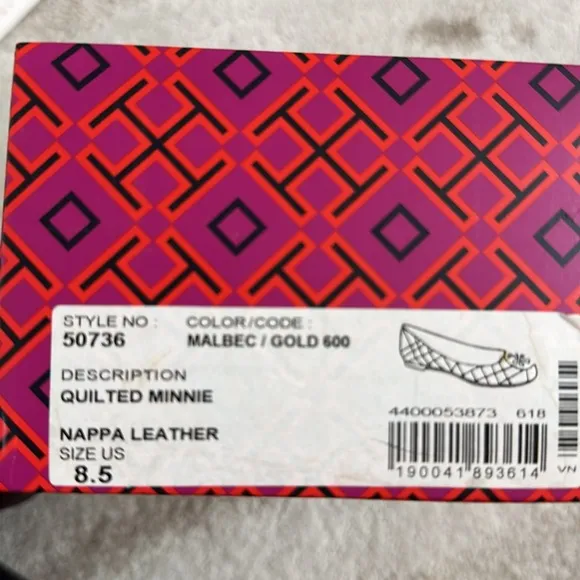 STYLE NO :
50736
COLOR/CODE :
MALBEC / GOLD 600
DESCRIPTION
QUILTED MINNIE
NAPPA LEATHER
SIZE US
8.5
4400053873 618
190041 893614
VN